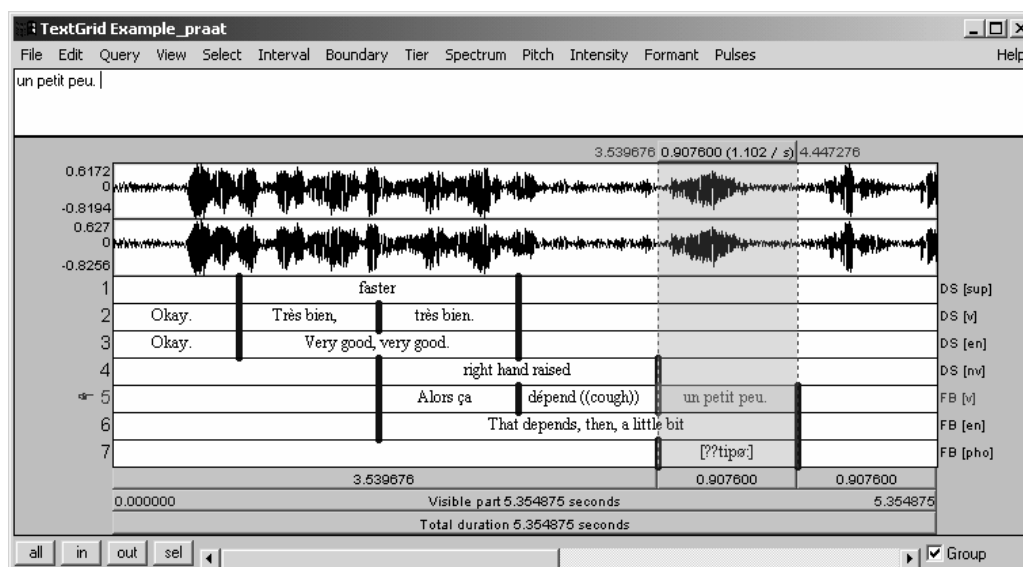 TextGrid Example_praat
File Edit Query View Select Interval Boundary Tier Spectrum Pitch Intensity Formant Pulses Help
un petit peu.
3.539676 0.907600 (1.102 / s) 4.447276
0.6172
0
-0.8194
0.627
0
-0.8256
1 faster DS [sup]
2 Okay. Très bien, très bien. DS [v]
3 Okay. Very good, very good. DS [en]
4 right hand raised DS [nv]
5 Alors ça dépend ((cough)) un petit peu. FB [v]
6 That depends, then, a little bit FB [en]
7 [??tipø:] FB [pho]
3.539676 0.907600 0.907600
0.000000 Visible part 5.354875 seconds 5.354875
Total duration 5.354875 seconds
all in out sel Group